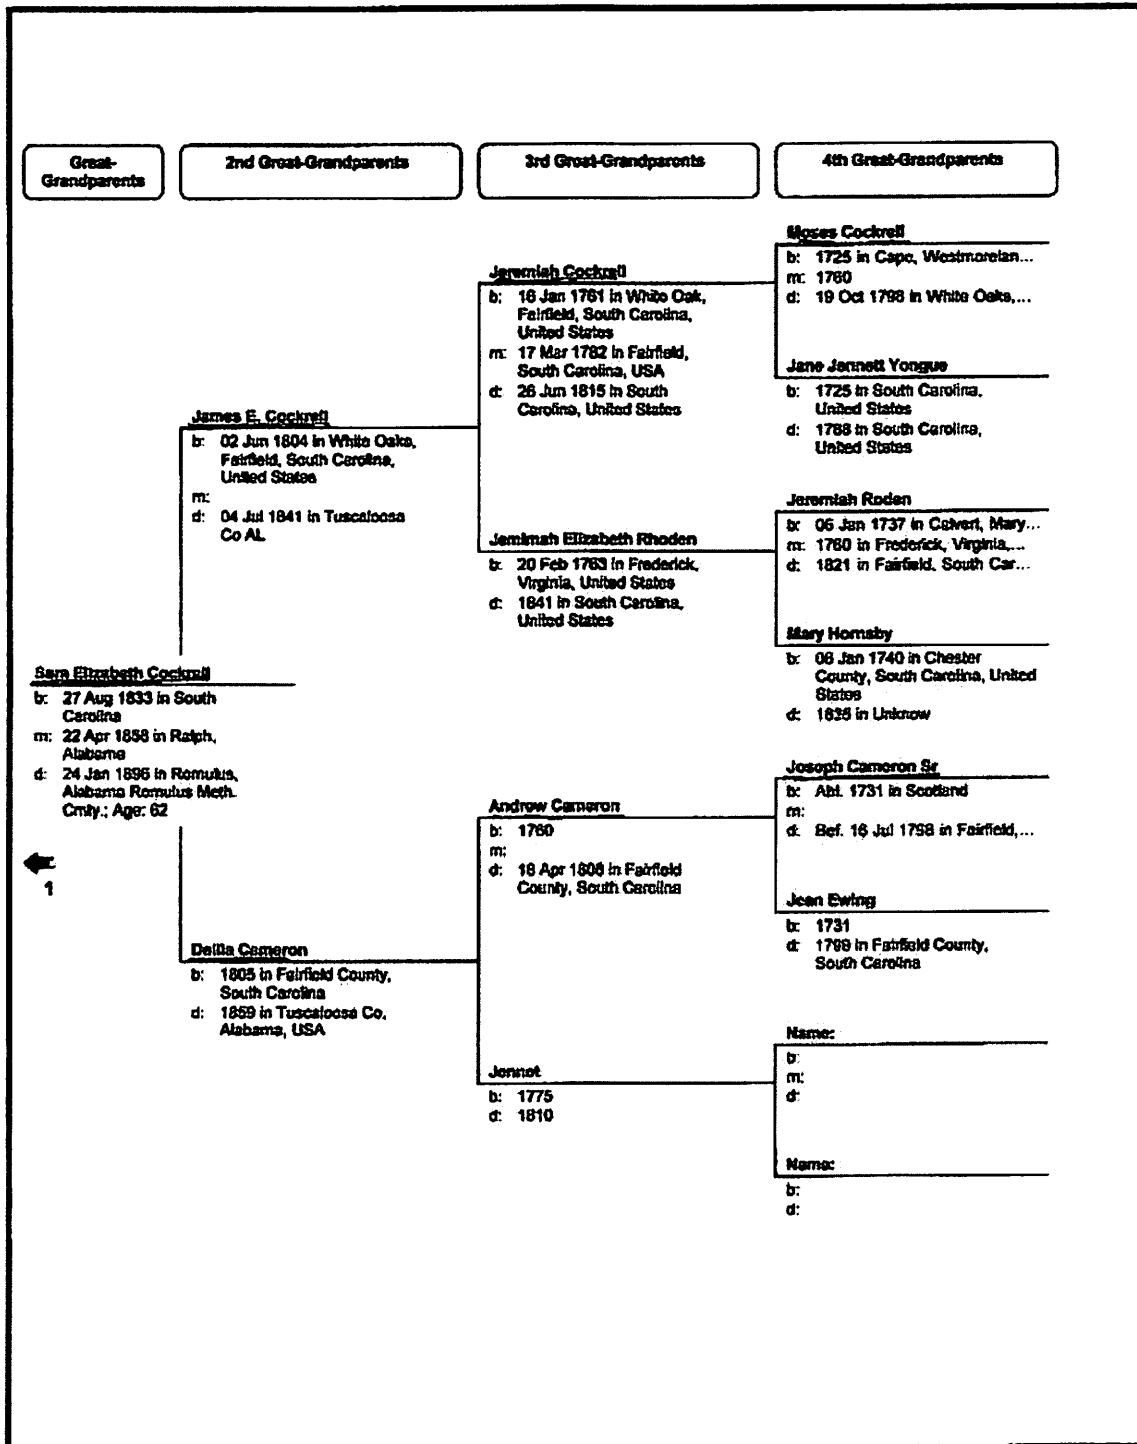 Great-
Grandparents
2nd Great-Grandparents
3rd Great-Grandparents
4th Great-Grandparents
Moses Cockrell
b: 1725 in Cape, Westmorelan...
m: 1760
d: 19 Oct 1798 in White Oaks,...
Jeremiah Cockrell
b: 16 Jan 1761 in White Oak,
Fairfield, South Carolina,
United States
m: 17 Mar 1782 in Fairfield,
South Carolina, USA
d: 26 Jun 1815 in South
Carolina, United States
Jane Jennett Yongue
b: 1725 in South Carolina,
United States
d: 1788 in South Carolina,
United States
James E. Cockrell
b: 02 Jun 1804 in White Oaks,
Fairfield, South Carolina,
United States
m:
d: 04 Jul 1841 in Tuscaloosa
Co AL
Jeremiah Roden
b: 06 Jan 1737 in Calvert, Mary...
m: 1760 in Frederick, Virginia,...
d: 1821 in Fairfield, South Car...
Jemimah Elizabeth Rhoden
b: 20 Feb 1763 in Frederick,
Virginia, United States
d: 1841 in South Carolina,
United States
Mary Hornsby
b: 06 Jan 1740 in Chester
County, South Carolina, United
States
d: 1835 in Unknow
Sara Elizabeth Cockrell
b: 27 Aug 1833 in South
Carolina
m: 22 Apr 1858 in Ralph,
Alabama
d: 24 Jan 1896 in Romulus,
Alabama Romulus Meth.
Cmty.; Age: 62
Joseph Cameron Sr
b: Abt. 1731 in Scotland
m:
d: Bef. 16 Jul 1798 in Fairfield,...
Andrew Cameron
b: 1760
m:
d: 18 Apr 1808 in Fairfield
County, South Carolina
1
Jean Ewing
b: 1731
d: 1799 in Fairfield County,
South Carolina
Delila Cameron
b: 1805 in Fairfield County,
South Carolina
d: 1859 in Tuscaloosa Co,
Alabama, USA
Name:
b:
m:
d:
Jennet
b: 1775
d: 1810
Name:
b:
d: